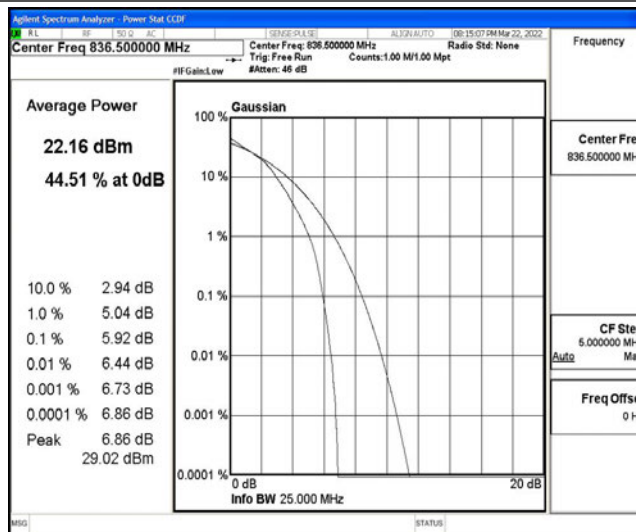 Agilent Spectrum Analyzer - Power Stat CCDF
RL RF 50 Ω AC SENSE:PULSE ALIGN AUTO 08:15:07 PM Mar 22, 2022
Center Freq 836.500000 MHz
Center Freq: 836.500000 MHz Radio Std: None
Trig: Free Run Counts:1.00 M/1.00 Mpt
#IFGain:Low #Atten: 46 dB
Frequency
Average Power
22.16 dBm
44.51 % at 0dB
10.0 % 2.94 dB
1.0 % 5.04 dB
0.1 % 5.92 dB
0.01 % 6.44 dB
0.001 % 6.73 dB
0.0001 % 6.86 dB
Peak 6.86 dB
29.02 dBm
Gaussian
100 %
10 %
1 %
0.1 %
0.01 %
0.001 %
0.0001 %
0 dB 20 dB
Info BW 25.000 MHz
Center Fre
836.500000 MH
CF Ste
5.000000 MH
Auto Ma
Freq Offs
0 H
MSG STATUS